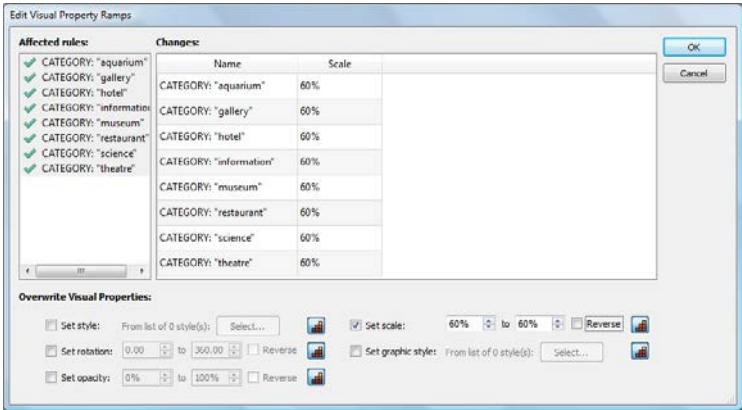 Edit Visual Property Ramps
Affected rules:
CATEGORY: "aquarium"
CATEGORY: "gallery"
CATEGORY: "hotel"
CATEGORY: "information
CATEGORY: "museum"
CATEGORY: "restaurant"
CATEGORY: "science"
CATEGORY: "theatre"
Changes:
Name Scale
CATEGORY: "aquarium" 60%
CATEGORY: "gallery" 60%
CATEGORY: "hotel" 60%
CATEGORY: "information" 60%
CATEGORY: "museum" 60%
CATEGORY: "restaurant" 60%
CATEGORY: "science" 60%
CATEGORY: "theatre" 60%
OK
Cancel
Overwrite Visual Properties:
Set style: From list of 0 style(s): Select...
Set scale: 60% to 60% Reverse
Set rotation: 0.00 to 360.00 Reverse
Set graphic style: From list of 0 style(s): Select...
Set opacity: 0% to 100% Reverse